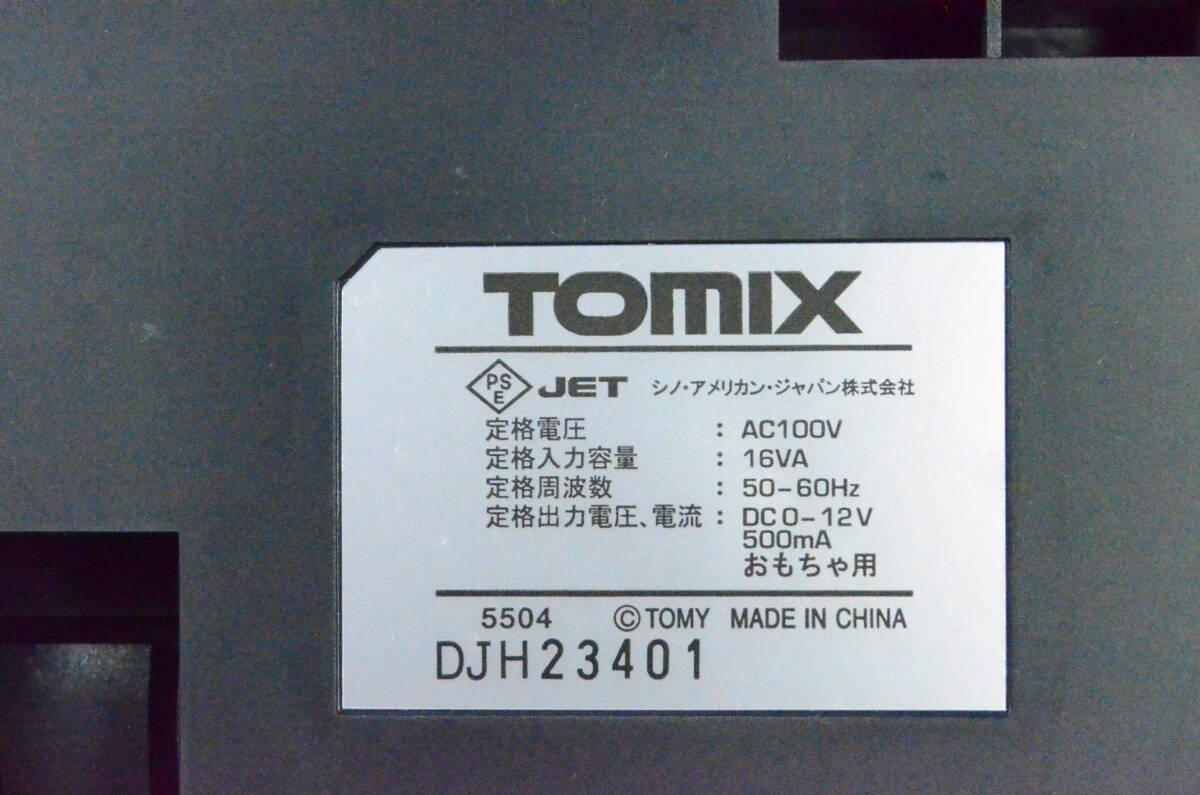 TOMIX
PS E JET シノ・アメリカン・ジャパン株式会社
定格電圧 : AC100V
定格入力容量 : 16VA
定格周波数 : 50-60Hz
定格出力電圧、電流 : DC0-12V
500mA
おもちゃ用
5504 ©TOMY MADE IN CHINA
DJH23401